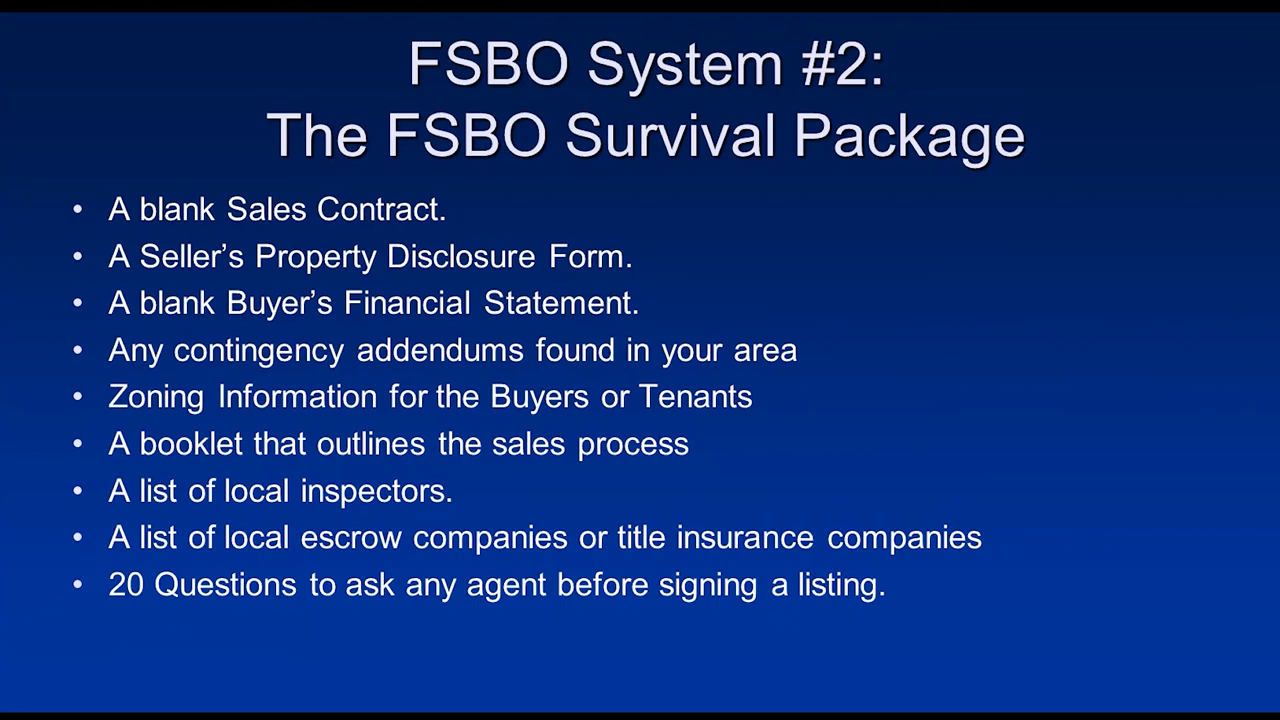 FSBO System #2:
The FSBO Survival Package
• A blank Sales Contract.
• A Seller’s Property Disclosure Form.
• A blank Buyer’s Financial Statement.
• Any contingency addendums found in your area
• Zoning Information for the Buyers or Tenants
• A booklet that outlines the sales process
• A list of local inspectors.
• A list of local escrow companies or title insurance companies
• 20 Questions to ask any agent before signing a listing.